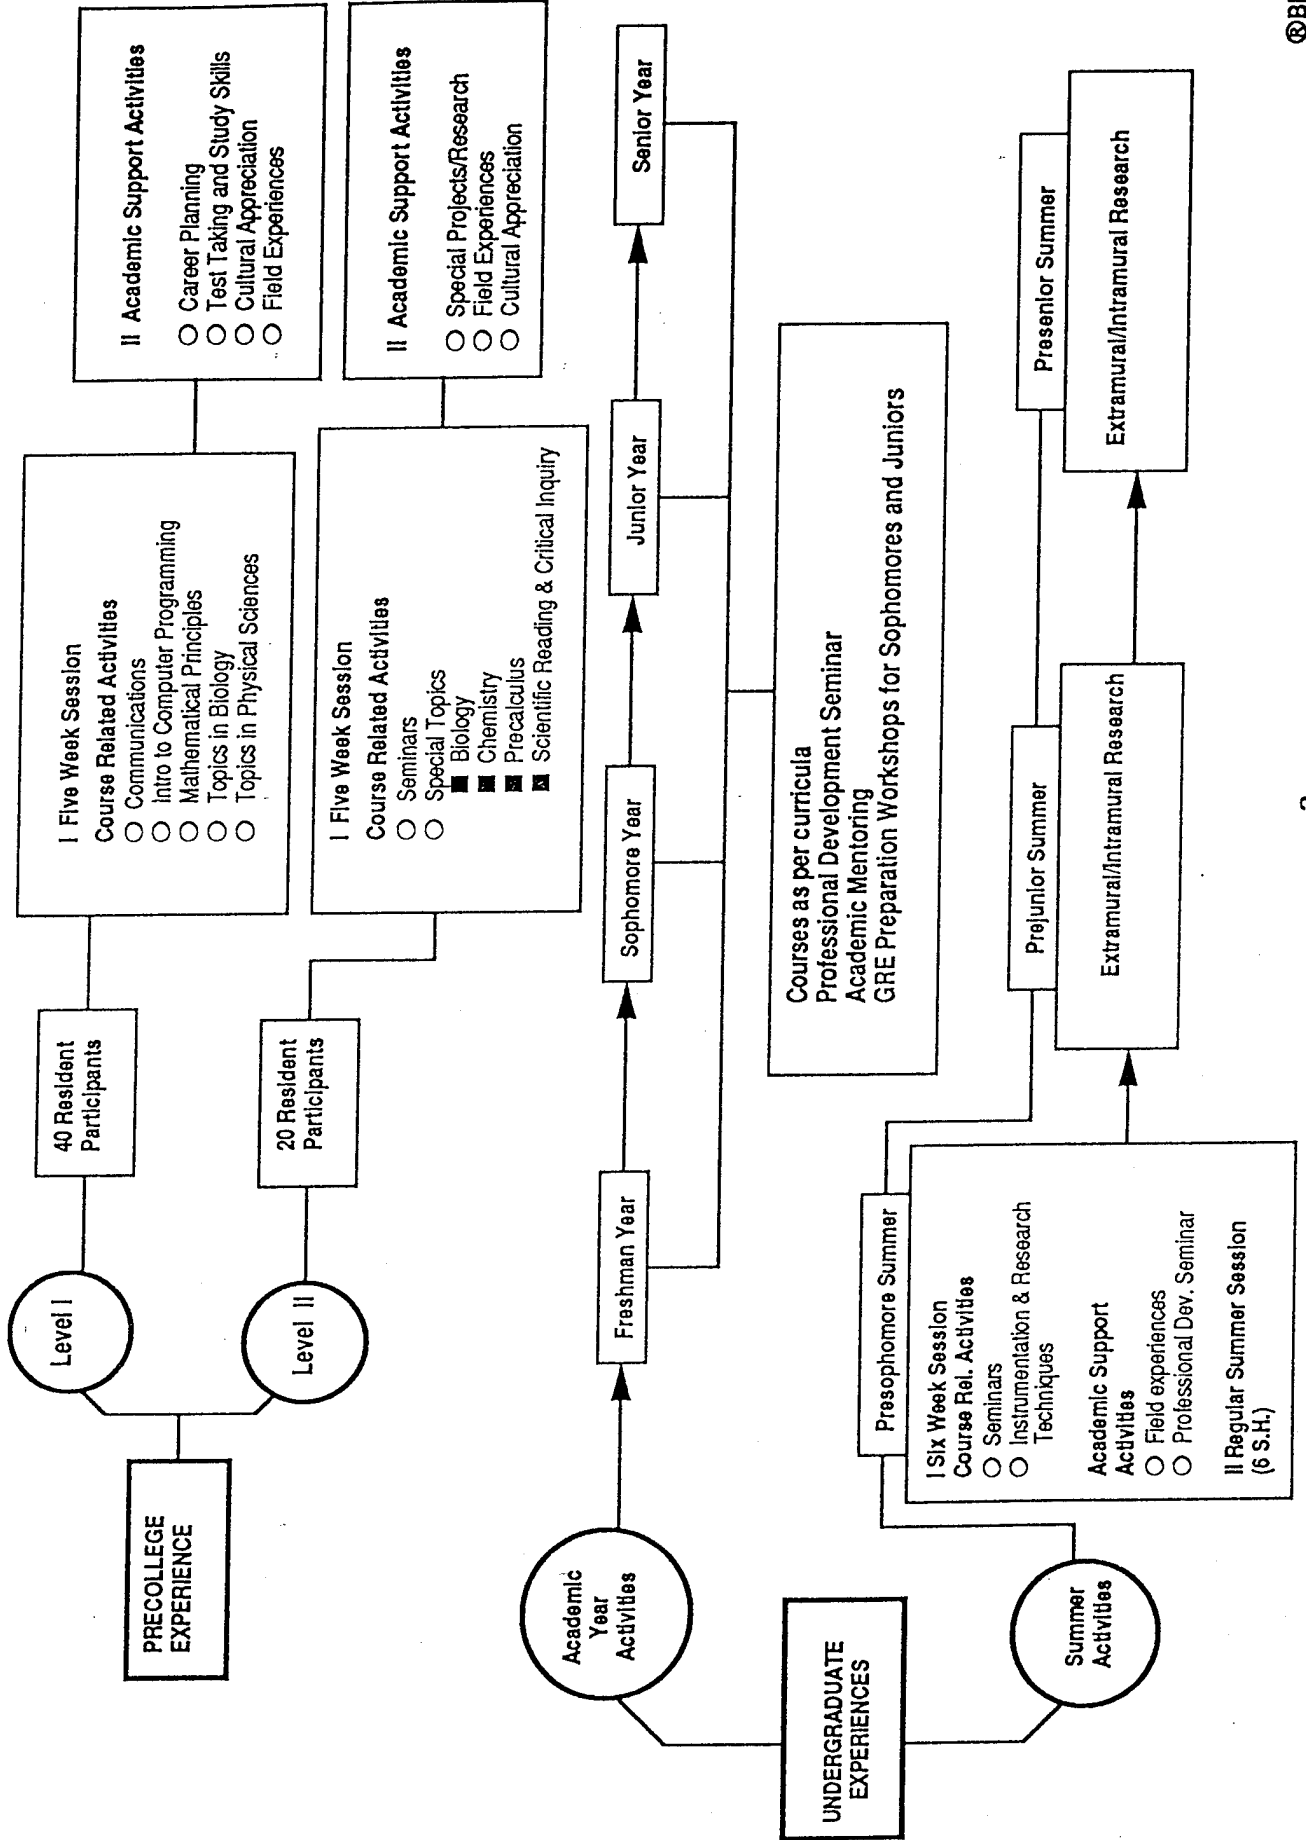 PRECOLLEGE
EXPERIENCE
Level I
40 Resident
Participants
I Five Week Session
Course Related Activities
○ Communications
○ Intro to Computer Programming
○ Mathematical Principles
○ Topics in Biology
○ Topics in Physical Sciences
II Academic Support Activities
○ Career Planning
○ Test Taking and Study Skills
○ Cultural Appreciation
○ Field Experiences
Level II
20 Resident
Participants
I Five Week Session
Course Related Activities
○ Seminars
○ Special Topics
■ Biology
■ Chemistry
■ Precalculus
■ Scientific Reading & Critical Inquiry
II Academic Support Activities
○ Special Projects/Research
○ Field Experiences
○ Cultural Appreciation
UNDERGRADUATE
EXPERIENCES
Academic
Year
Activities
Freshman Year
Sophomore Year
Junior Year
Senior Year
Courses as per curricula
Professional Development Seminar
Academic Mentoring
GRE Preparation Workshops for Sophomores and Juniors
Summer
Activities
Presophomore Summer
I Six Week Session
Course Rel. Activities
○ Seminars
○ Instrumentation & Research
Techniques
Academic Support
Activities
○ Field experiences
○ Professional Dev. Seminar
II Regular Summer Session
(6 S.H.)
Prejunior Summer
Extramural/Intramural Research
Presenior Summer
Extramural/Intramural Research